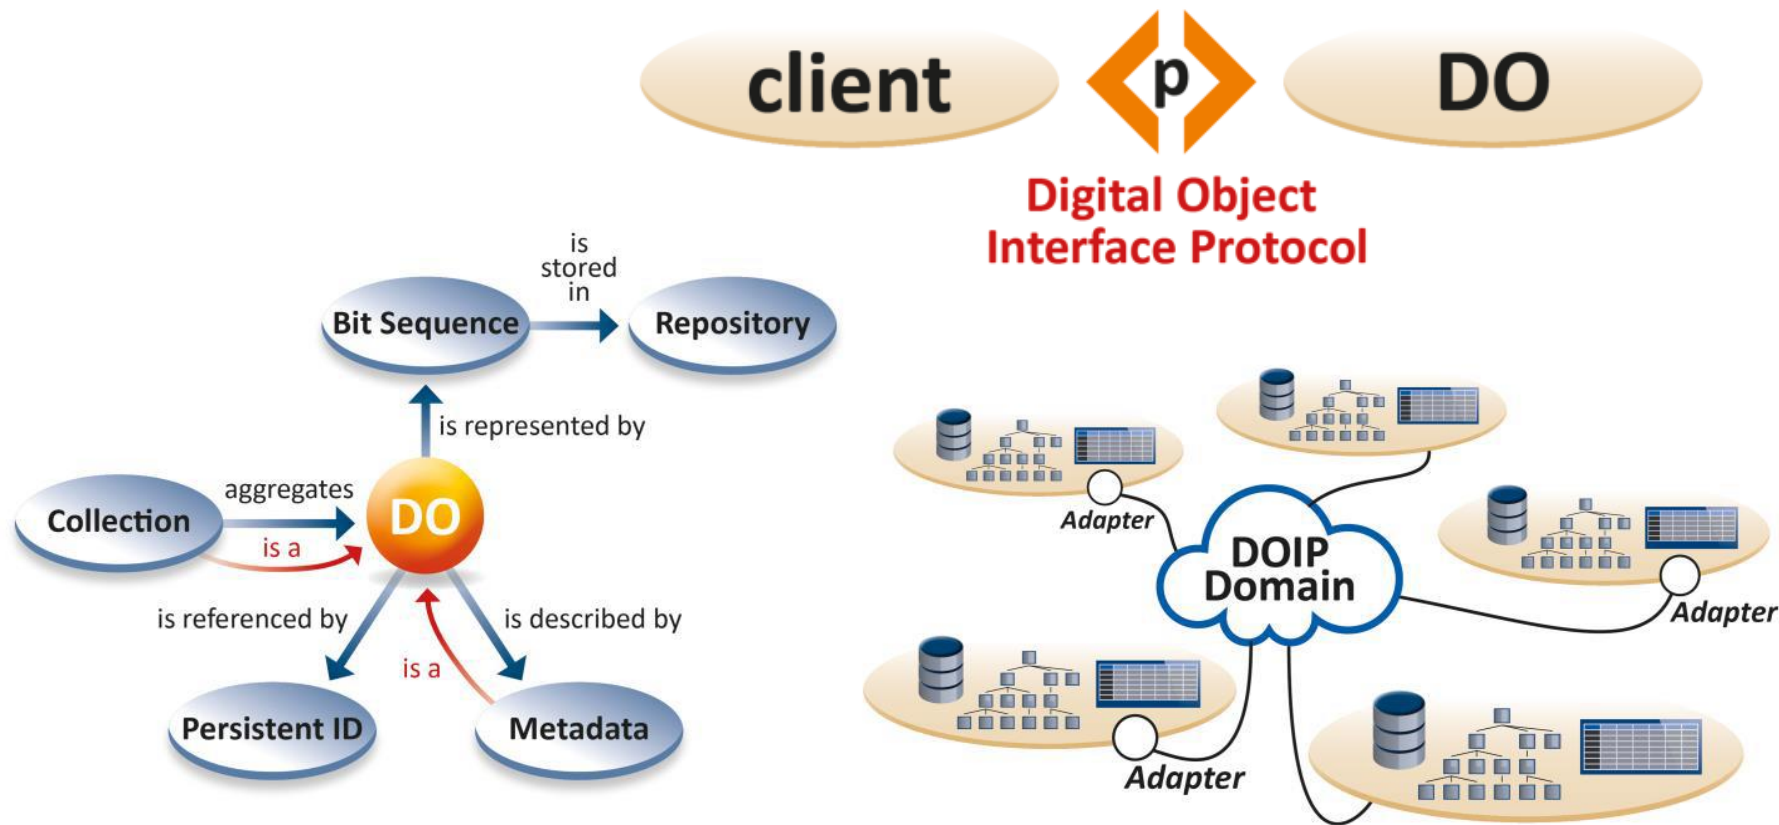 client
p
DO
Digital Object
Interface Protocol
is
stored
in
Bit Sequence
Repository
is represented by
Collection
aggregates
is a
DO
is referenced by
is described by
is a
Persistent ID
Metadata
Adapter
DOIP
Domain
Adapter
Adapter